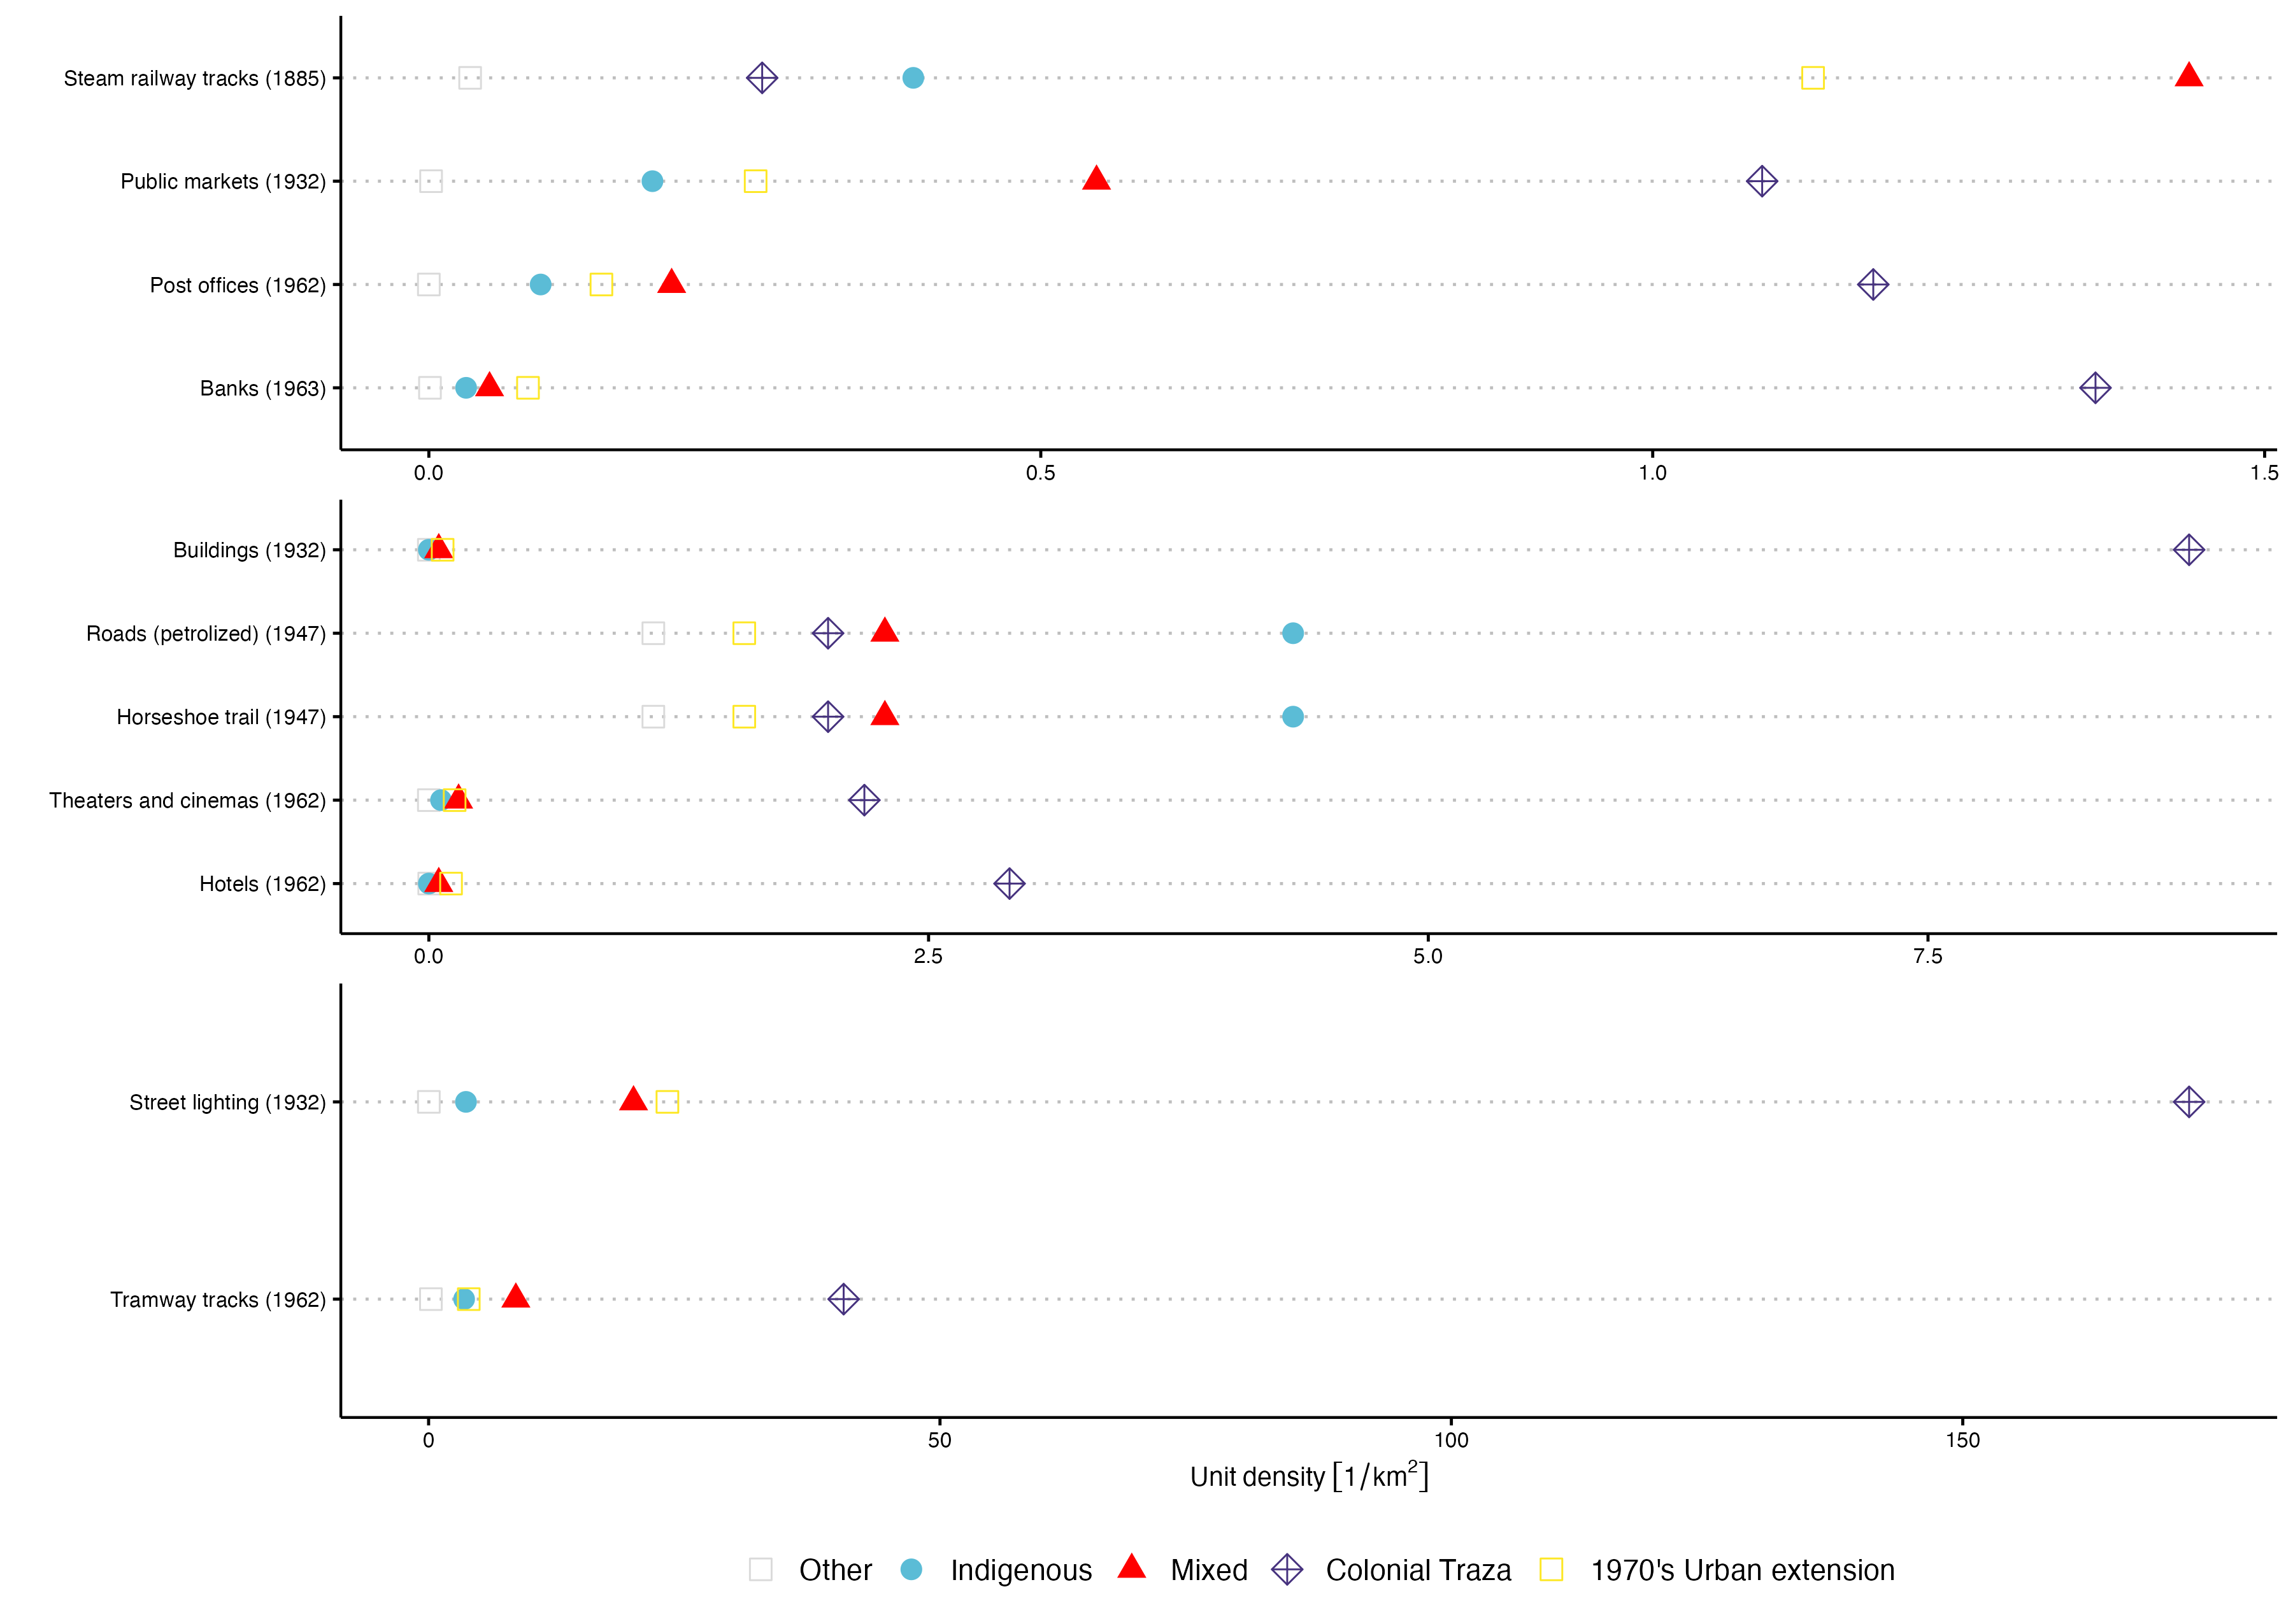 Steam railway tracks (1885)
Public markets (1932)
Post offices (1962)
Banks (1963)
0.0 0.5 1.0 1.5
Buildings (1932)
Roads (petrolized) (1947)
Horseshoe trail (1947)
Theaters and cinemas (1962)
Hotels (1962)
0.0 2.5 5.0 7.5
Street lighting (1932)
Tramway tracks (1962)
0 50 100 150
Unit density [1/km²]
Other Indigenous Mixed Colonial Traza 1970's Urban extension